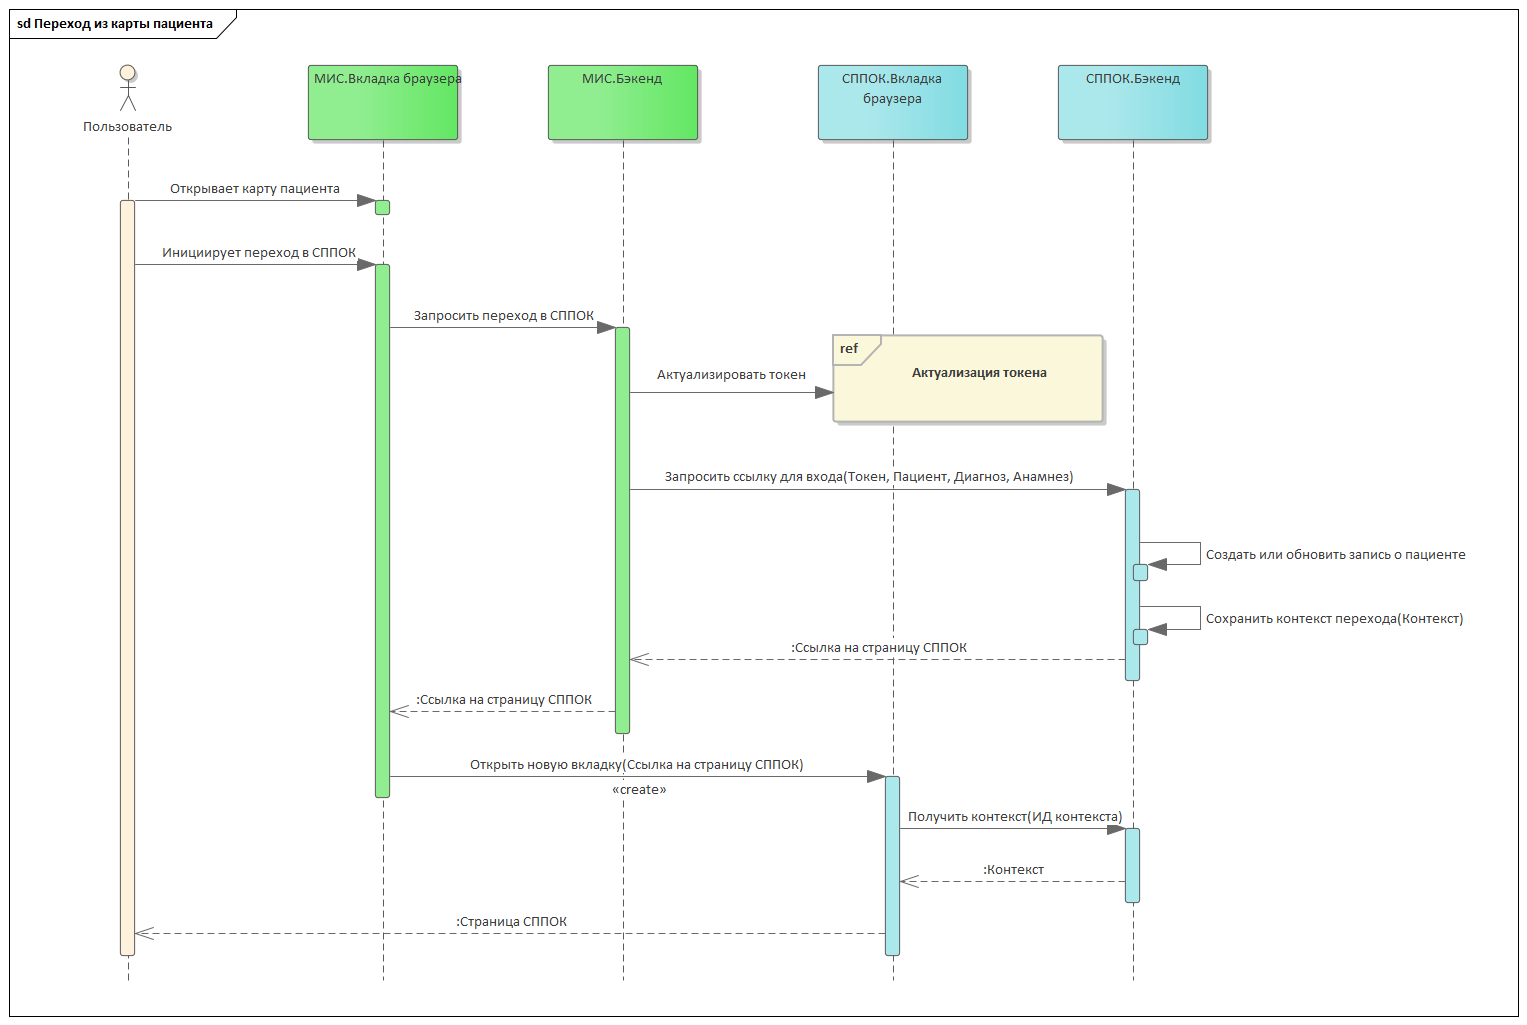 sd Переход из карты пациента
Пользователь
МИС.Вкладка браузера
МИС.Бэкенд
СППОК.Вкладка
браузера
СППОК.Бэкенд
Открывает карту пациента
Инициирует переход в СППОК
Запросить переход в СППОК
ref
Актуализация токена
Актуализировать токен
Запросить ссылку для входа(Токен, Пациент, Диагноз, Анамнез)
Создать или обновить запись о пациенте
Сохранить контекст перехода(Контекст)
:Ссылка на страницу СППОК
:Ссылка на страницу СППОК
Открыть новую вкладку(Ссылка на страницу СППОК)
«create»
Получить контекст(ИД контекста)
:Контекст
:Страница СППОК